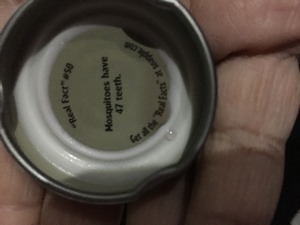 "Real Fact" #50
Mosquitoes have
47 teeth.
Get all the "Real Facts" at snapple.com